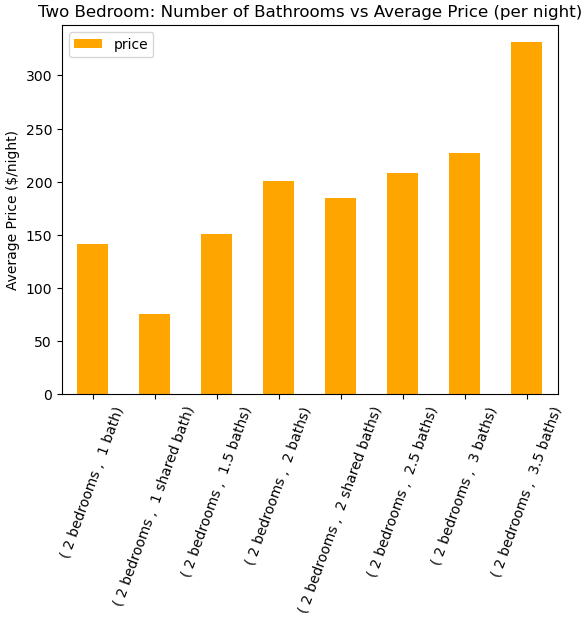 Two Bedroom: Number of Bathrooms vs Average Price (per night)
price
Average Price ($/night)
300
250
200
150
100
50
0
( 2 bedrooms ,  1 bath)
( 2 bedrooms ,  1 shared bath)
( 2 bedrooms ,  1.5 baths)
( 2 bedrooms ,  2 baths)
( 2 bedrooms ,  2 shared baths)
( 2 bedrooms ,  2.5 baths)
( 2 bedrooms ,  3 baths)
( 2 bedrooms ,  3.5 baths)